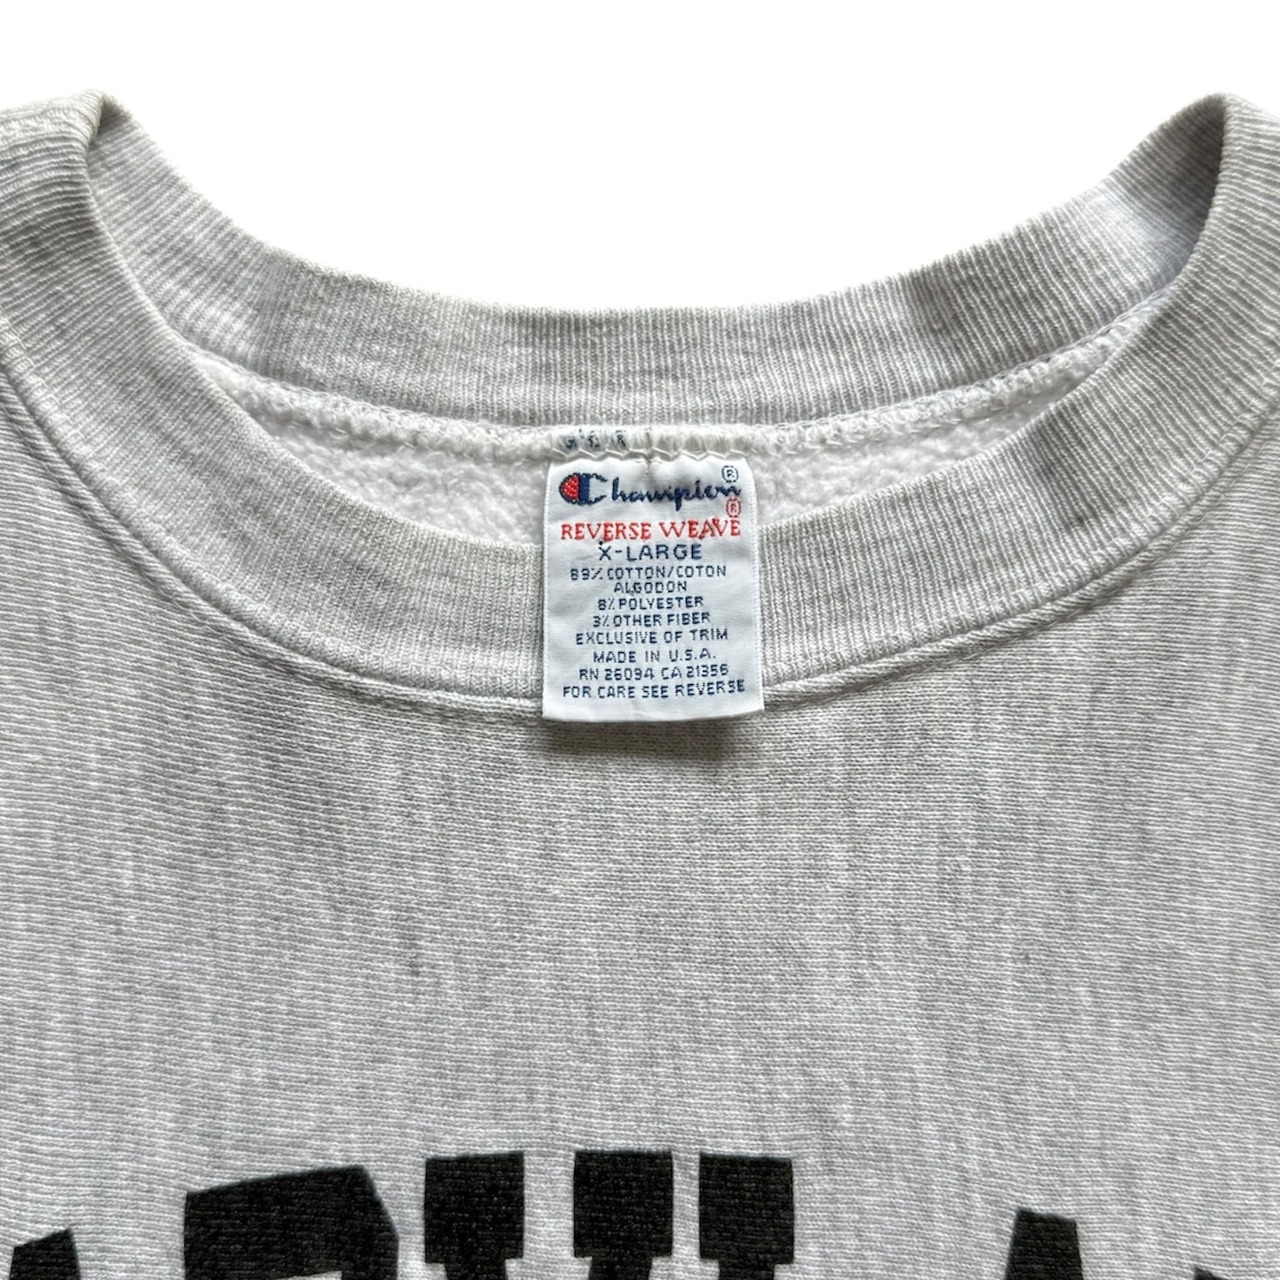 Champion®
REVERSE WEAVE®
X-LARGE
89% COTTON/COTON
ALGODON
8% POLYESTER
3% OTHER FIBER
EXCLUSIVE OF TRIM
MADE IN U.S.A.
RN 26094 CA 21356
FOR CARE SEE REVERSE